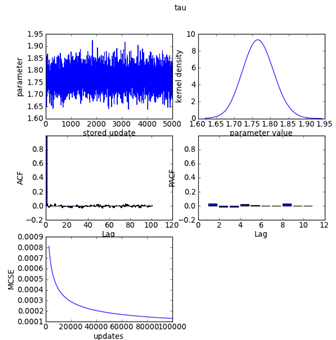 tau
1.95
1.90
1.85
1.80
1.75
1.70
1.65
1.60
parameter
0 1000 2000 3000 4000 5000
stored update
10
8
6
4
2
0
kernel density
1.60 1.65 1.70 1.75 1.80 1.85 1.90 1.95
parameter value
0.8
0.6
0.4
0.2
0.0
−0.2
ACF
0 20 40 60 80 100 120
Lag
0.8
0.6
0.4
0.2
0.0
−0.2
PACF
0 2 4 6 8 10 12
Lag
0.0009
0.0008
0.0007
0.0006
0.0005
0.0004
0.0003
0.0002
0.0001
MCSE
0 20000 40000 60000 80000 100000
updates